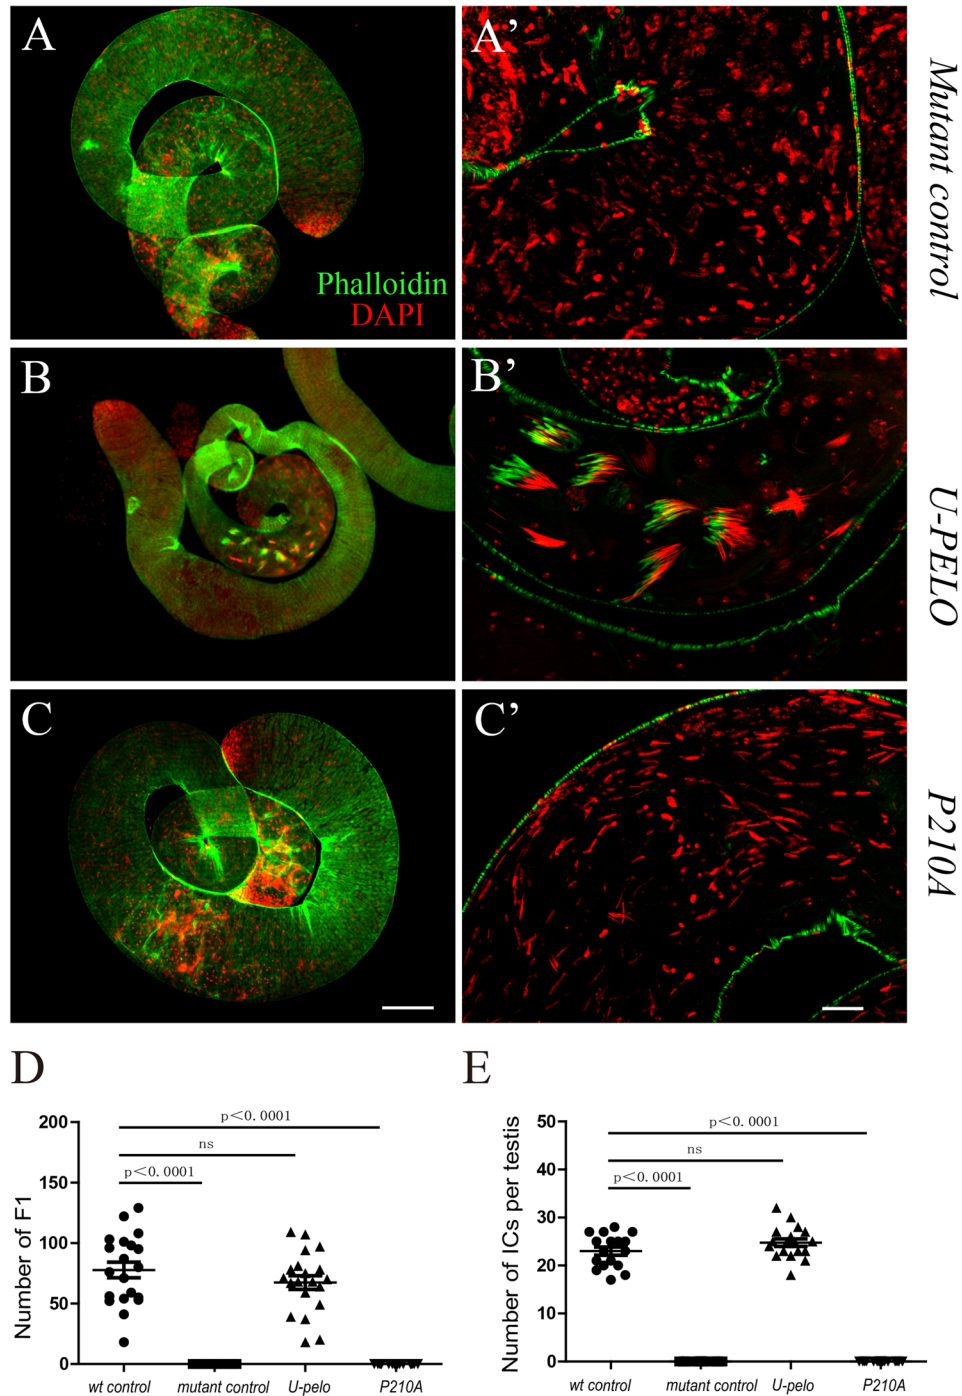 A
A'
Mutant control
Phalloidin
DAPI
B
B'
U-PELO
C
C'
P210A
D
E
Number of F1
200
150
100
50
0
p<0.0001
ns
p<0.0001
wt control
mutant control
U-pelo
P210A
Number of ICs per testis
50
40
30
20
10
0
p<0.0001
ns
p<0.0001
wt control
mutant control
U-pelo
P210A